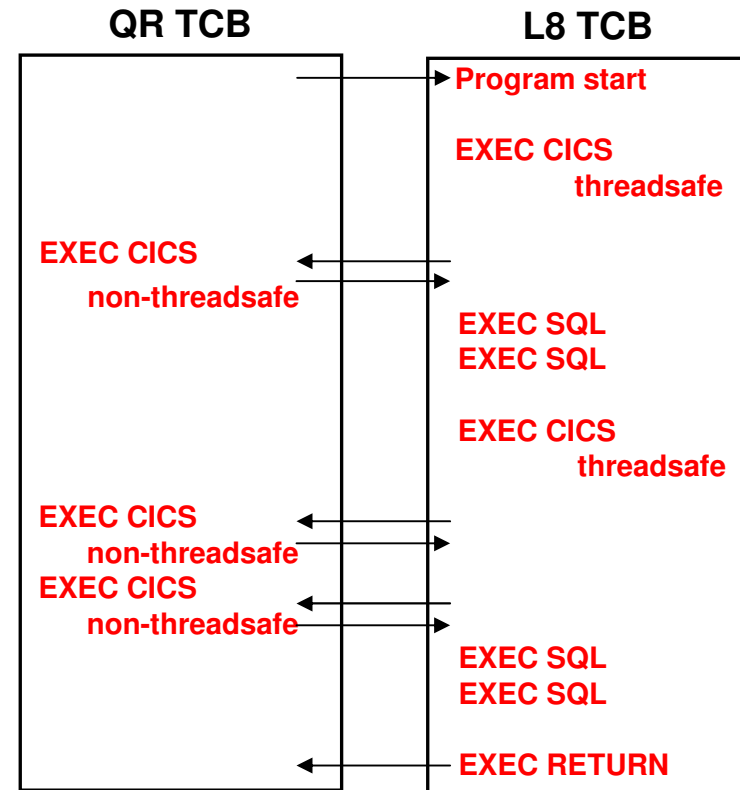 QR TCB
L8 TCB
Program start
EXEC CICS
threadsafe
EXEC CICS
non-threadsafe
EXEC SQL
EXEC SQL
EXEC CICS
threadsafe
EXEC CICS
non-threadsafe
EXEC CICS
non-threadsafe
EXEC SQL
EXEC SQL
EXEC RETURN